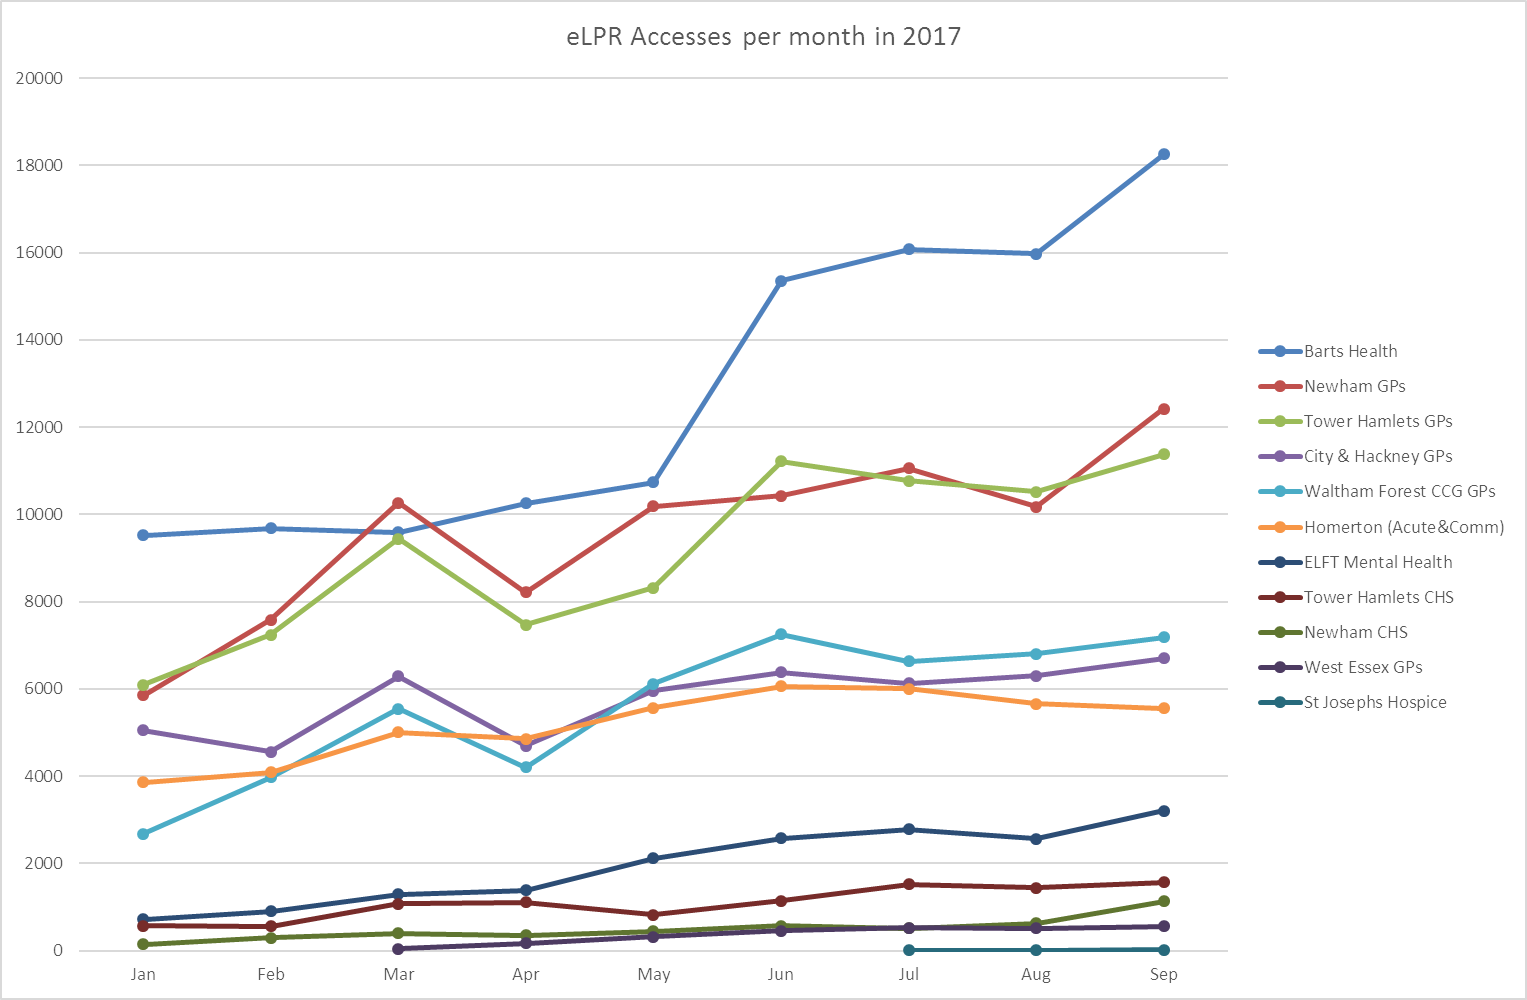 eLPR Accesses per month in 2017
20000
18000
16000
14000
12000
10000
8000
6000
4000
2000
0
Jan Feb Mar Apr May Jun Jul Aug Sep
Barts Health
Newham GPs
Tower Hamlets GPs
City & Hackney GPs
Waltham Forest CCG GPs
Homerton (Acute&Comm)
ELFT Mental Health
Tower Hamlets CHS
Newham CHS
West Essex GPs
St Josephs Hospice